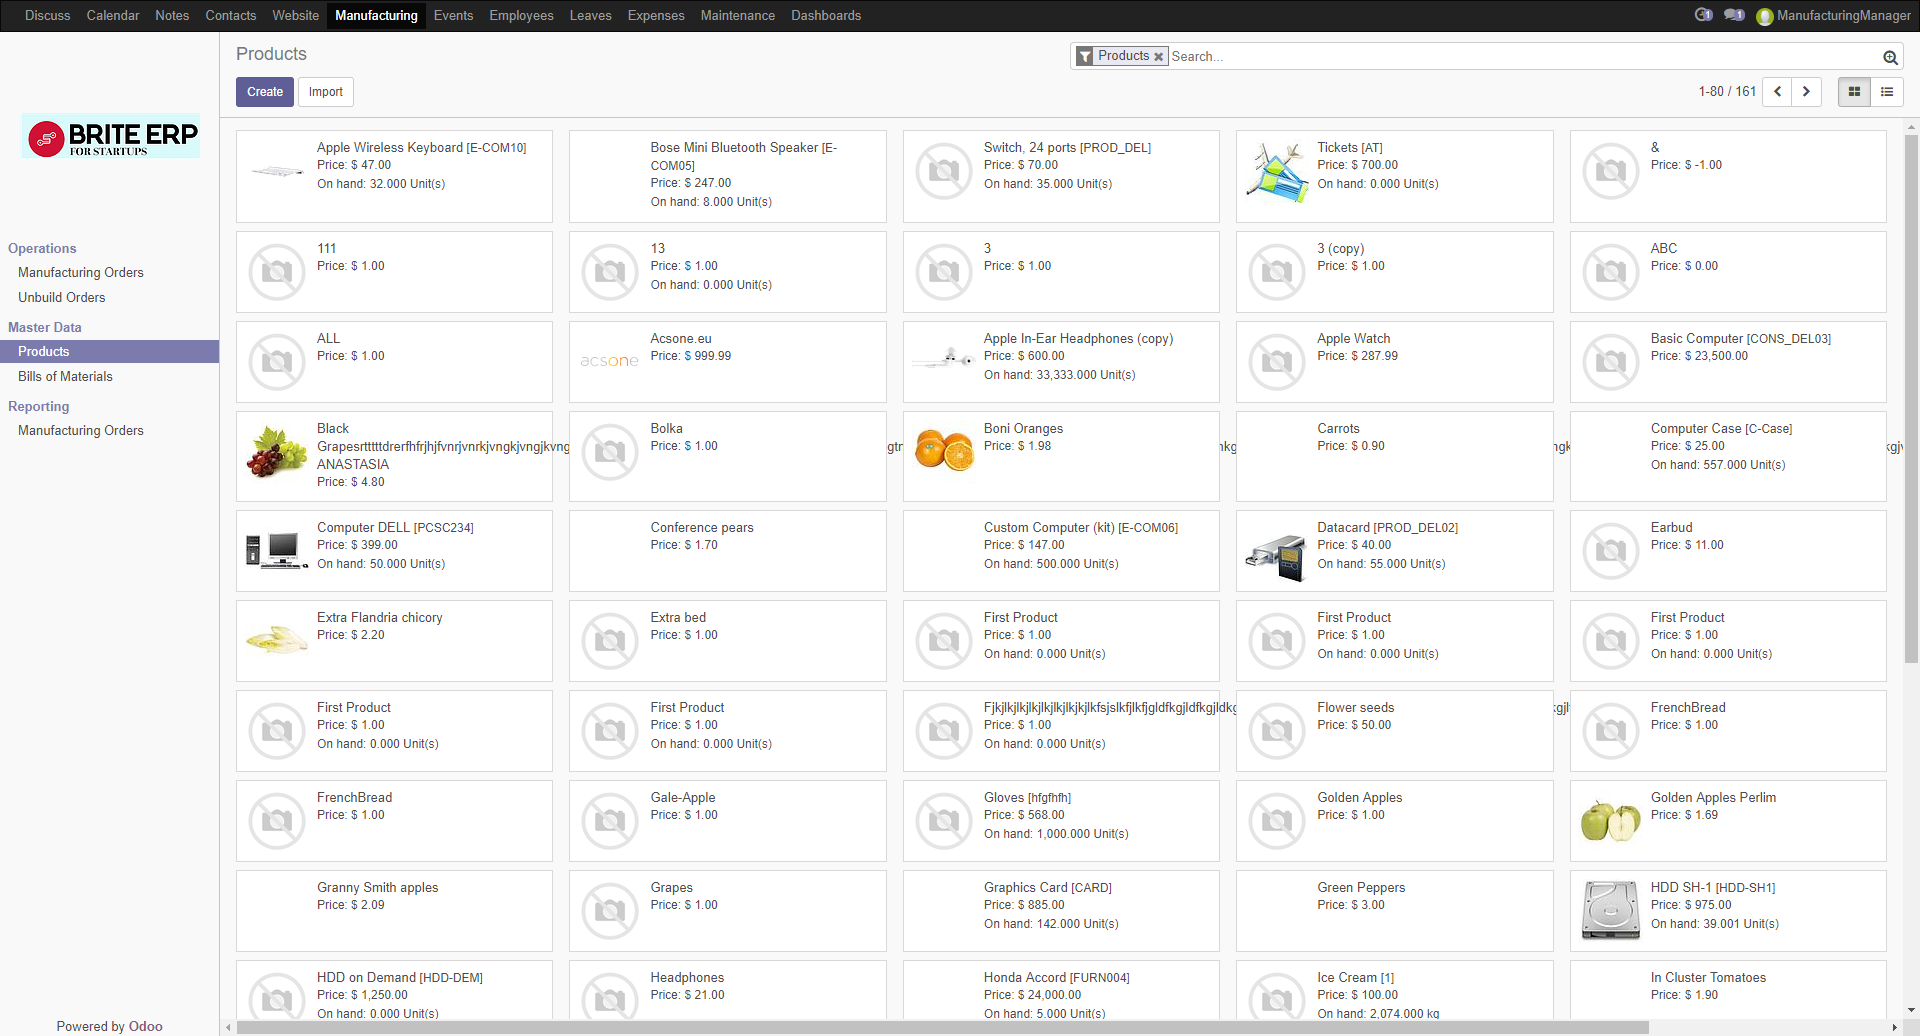 Discuss Calendar Notes Contacts Website Manufacturing Events Employees Leaves Expenses Maintenance Dashboards 1 1 ManufacturingManager
Products
Products Search...
Create Import
1-80 / 161
BRITE ERP
FOR STARTUPS
Operations
Manufacturing Orders
Unbuild Orders
Master Data
Products
Bills of Materials
Reporting
Manufacturing Orders
Powered by Odoo
Apple Wireless Keyboard [E-COM10]
Price: $ 47.00
On hand: 32.000 Unit(s)
Bose Mini Bluetooth Speaker [E-
COM05]
Price: $ 247.00
On hand: 8.000 Unit(s)
Switch, 24 ports [PROD_DEL]
Price: $ 70.00
On hand: 35.000 Unit(s)
Tickets [AT]
Price: $ 700.00
On hand: 0.000 Unit(s)
&
Price: $ -1.00
111
Price: $ 1.00
13
Price: $ 1.00
On hand: 0.000 Unit(s)
3
Price: $ 1.00
3 (copy)
Price: $ 1.00
ABC
Price: $ 0.00
ALL
Price: $ 1.00
acsone
Acsone.eu
Price: $ 999.99
Apple In-Ear Headphones (copy)
Price: $ 600.00
On hand: 33,333.000 Unit(s)
Apple Watch
Price: $ 287.99
Basic Computer [CONS_DEL03]
Price: $ 23,500.00
Black
Grapesrttttttdrerfhfrjhjfvnrjvnrkjvngkjvngjkvng
ANASTASIA
Price: $ 4.80
Bolka
Price: $ 1.00
Boni Oranges
Price: $ 1.98
Carrots
Price: $ 0.90
Computer Case [C-Case]
Price: $ 25.00
On hand: 557.000 Unit(s)
Computer DELL [PCSC234]
Price: $ 399.00
On hand: 50.000 Unit(s)
Conference pears
Price: $ 1.70
Custom Computer (kit) [E-COM06]
Price: $ 147.00
On hand: 500.000 Unit(s)
Datacard [PROD_DEL02]
Price: $ 40.00
On hand: 55.000 Unit(s)
Earbud
Price: $ 11.00
Extra Flandria chicory
Price: $ 2.20
Extra bed
Price: $ 1.00
First Product
Price: $ 1.00
On hand: 0.000 Unit(s)
First Product
Price: $ 1.00
On hand: 0.000 Unit(s)
First Product
Price: $ 1.00
On hand: 0.000 Unit(s)
First Product
Price: $ 1.00
On hand: 0.000 Unit(s)
First Product
Price: $ 1.00
On hand: 0.000 Unit(s)
Price: $ 1.00
On hand: 0.000 Unit(s)
Flower seeds
Price: $ 50.00
FrenchBread
Price: $ 1.00
FrenchBread
Price: $ 1.00
Gale-Apple
Price: $ 1.00
Gloves [hfgfhfh]
Price: $ 568.00
On hand: 1,000.000 Unit(s)
Golden Apples
Price: $ 1.00
Golden Apples Perlim
Price: $ 1.69
Granny Smith apples
Price: $ 2.09
Grapes
Price: $ 1.00
Graphics Card [CARD]
Price: $ 885.00
On hand: 142.000 Unit(s)
Green Peppers
Price: $ 3.00
HDD SH-1 [HDD-SH1]
Price: $ 975.00
On hand: 39.001 Unit(s)
HDD on Demand [HDD-DEM]
Price: $ 1,250.00
On hand: 0.000 Unit(s)
Headphones
Price: $ 21.00
Honda Accord [FURN004]
Price: $ 24,000.00
On hand: 5.000 Unit(s)
Ice Cream [1]
Price: $ 100.00
On hand: 2,074.000 kg
In Cluster Tomatoes
Price: $ 1.90